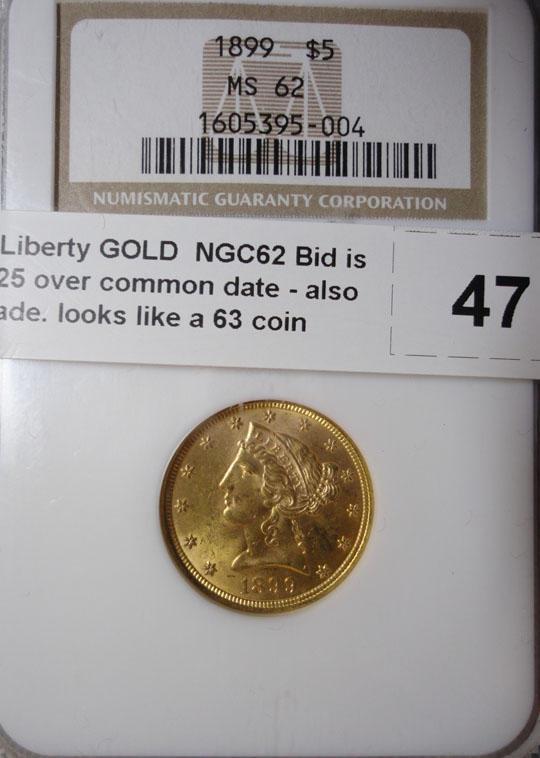 1899 $5
MS 62
1605395-004
NUMISMATIC GUARANTY CORPORATION
Liberty GOLD NGC62 Bid is
25 over common date - also
ade. looks like a 63 coin
47
1899